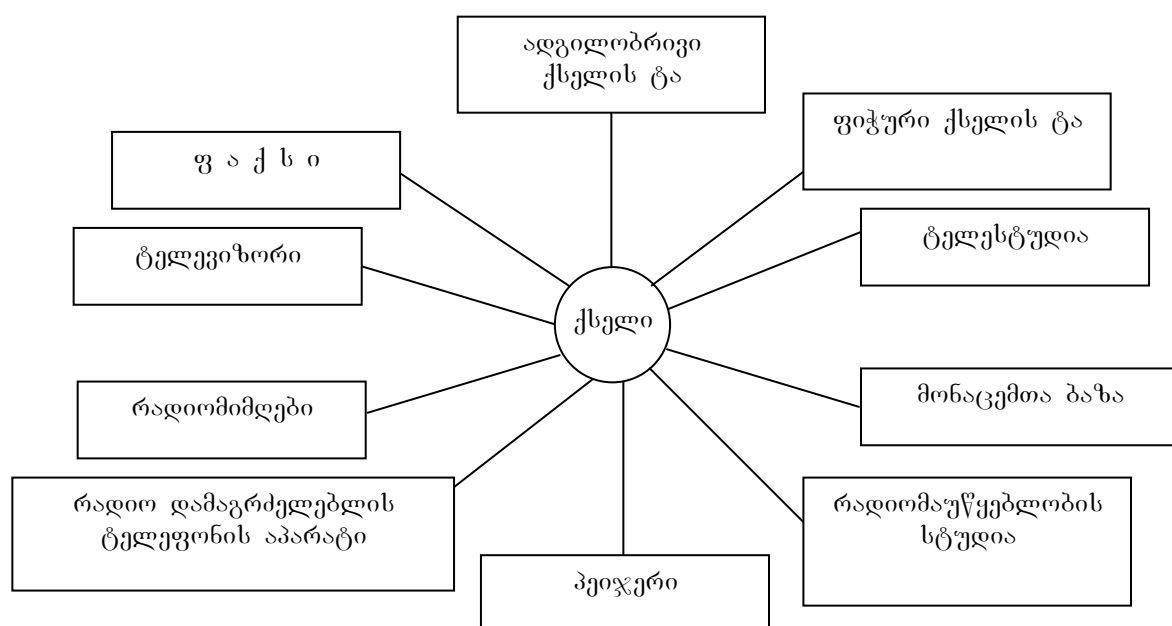 ადგილობრივი
ქსელის ტა
ფიჭური ქსელის ტა
ფ ა ქ ს ი
ტელესტუდია
ტელევიზორი
ქსელი
მონაცემთა ბაზა
რადიომიმღები
რადიო დამაგრძელებლის
ტელეფონის აპარატი
რადიომაუწყებლობის
სტუდია
პეიჯერი